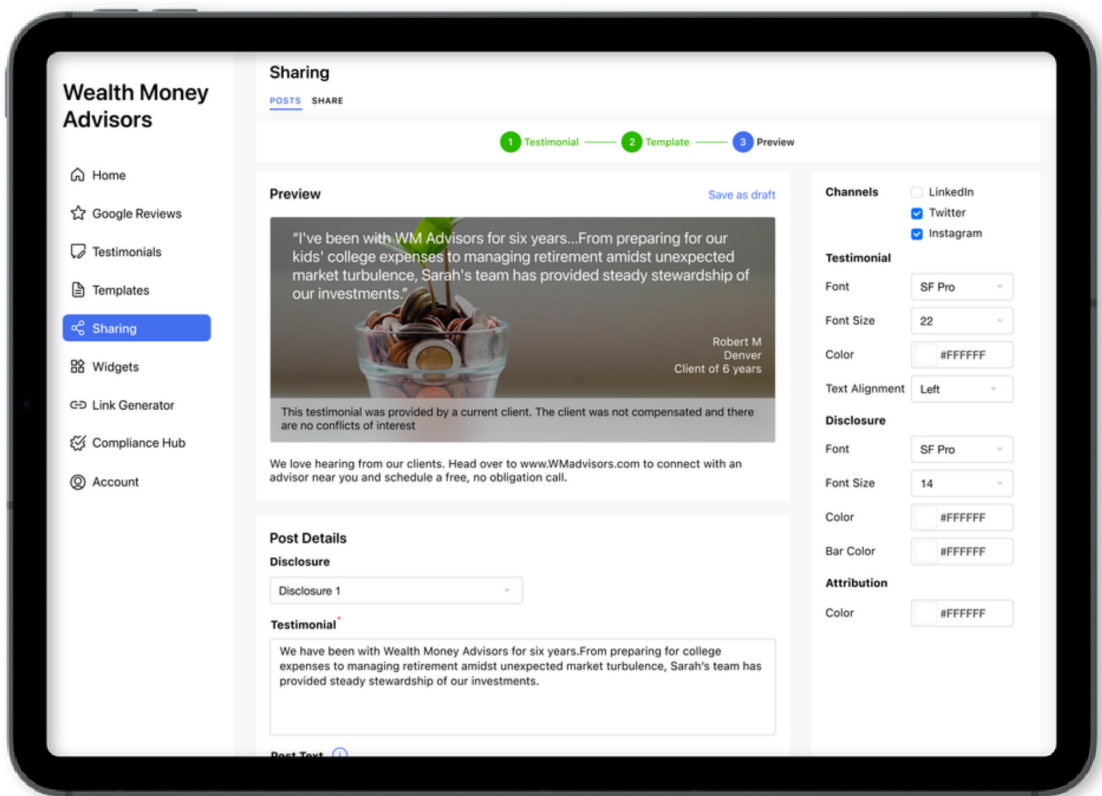 Wealth Money
Advisors
Home
Google Reviews
Testimonials
Templates
Sharing
Widgets
Link Generator
Compliance Hub
Account
Sharing
POSTS SHARE
1 Testimonial 2 Template 3 Preview
Preview Save as draft
“I've been with WM Advisors for six years...From preparing for our
kids' college expenses to managing retirement amidst unexpected
market turbulence, Sarah's team has provided steady stewardship of
our investments.”
Robert M
Denver
Client of 6 years
This testimonial was provided by a current client. The client was not compensated and there
are no conflicts of interest
We love hearing from our clients. Head over to www.WMadvisors.com to connect with an
advisor near you and schedule a free, no obligation call.
Post Details
Disclosure
Disclosure 1
Testimonial*
We have been with Wealth Money Advisors for six years.From preparing for college
expenses to managing retirement amidst unexpected market turbulence, Sarah's team has
provided steady stewardship of our investments.
Post Text i
Channels LinkedIn
Twitter
Instagram
Testimonial
Font SF Pro
Font Size 22
Color #FFFFFF
Text Alignment Left
Disclosure
Font SF Pro
Font Size 14
Color #FFFFFF
Bar Color #FFFFFF
Attribution
Color #FFFFFF